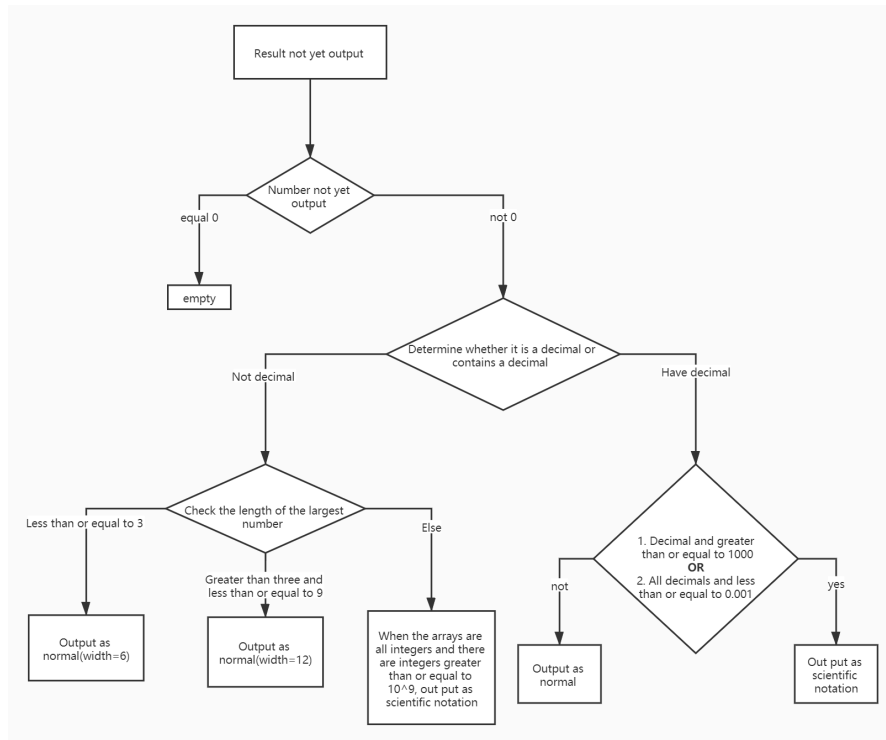 Result not yet output
Number not yet
output
equal 0
not 0
empty
Determine whether it is a decimal or
contains a decimal
Not decimal
Have decimal
Check the length of the largest
number
Less than or equal to 3
Else
Greater than three and
less than or equal to 9
1. Decimal and greater
than or equal to 1000
OR
2. All decimals and less
than or equal to 0.001
not
yes
Output as
normal(width=6)
Output as
normal(width=12)
When the arrays are
all integers and there
are integers greater
than or equal to
10^9, out put as
scientific notation
Output as
normal
Out put as
scientific
notation